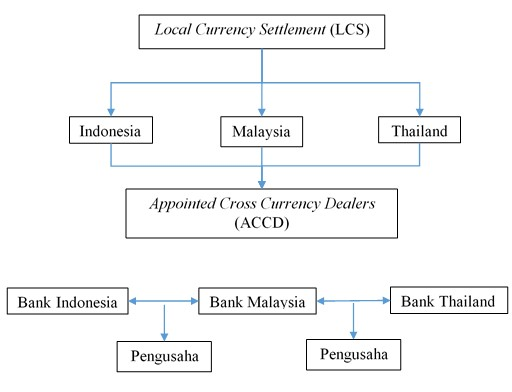 Local Currency Settlement (LCS)
Indonesia
Malaysia
Thailand
Appointed Cross Currency Dealers
(ACCD)
Bank Indonesia
Bank Malaysia
Bank Thailand
Pengusaha
Pengusaha